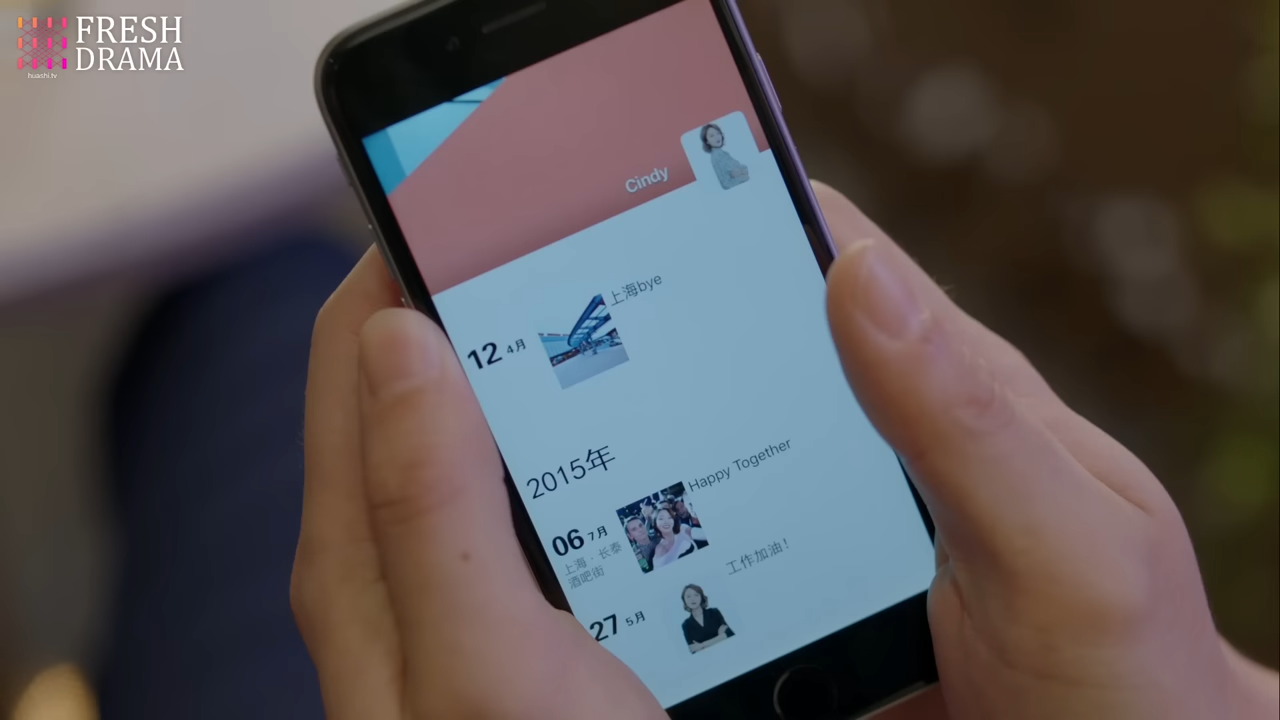 FRESH
DRAMA
huashi.tv
Cindy
上海bye
12 4月
2015年
Happy Together
06 7月
上海 · 长泰
酒吧街
工作加油！
27 5月